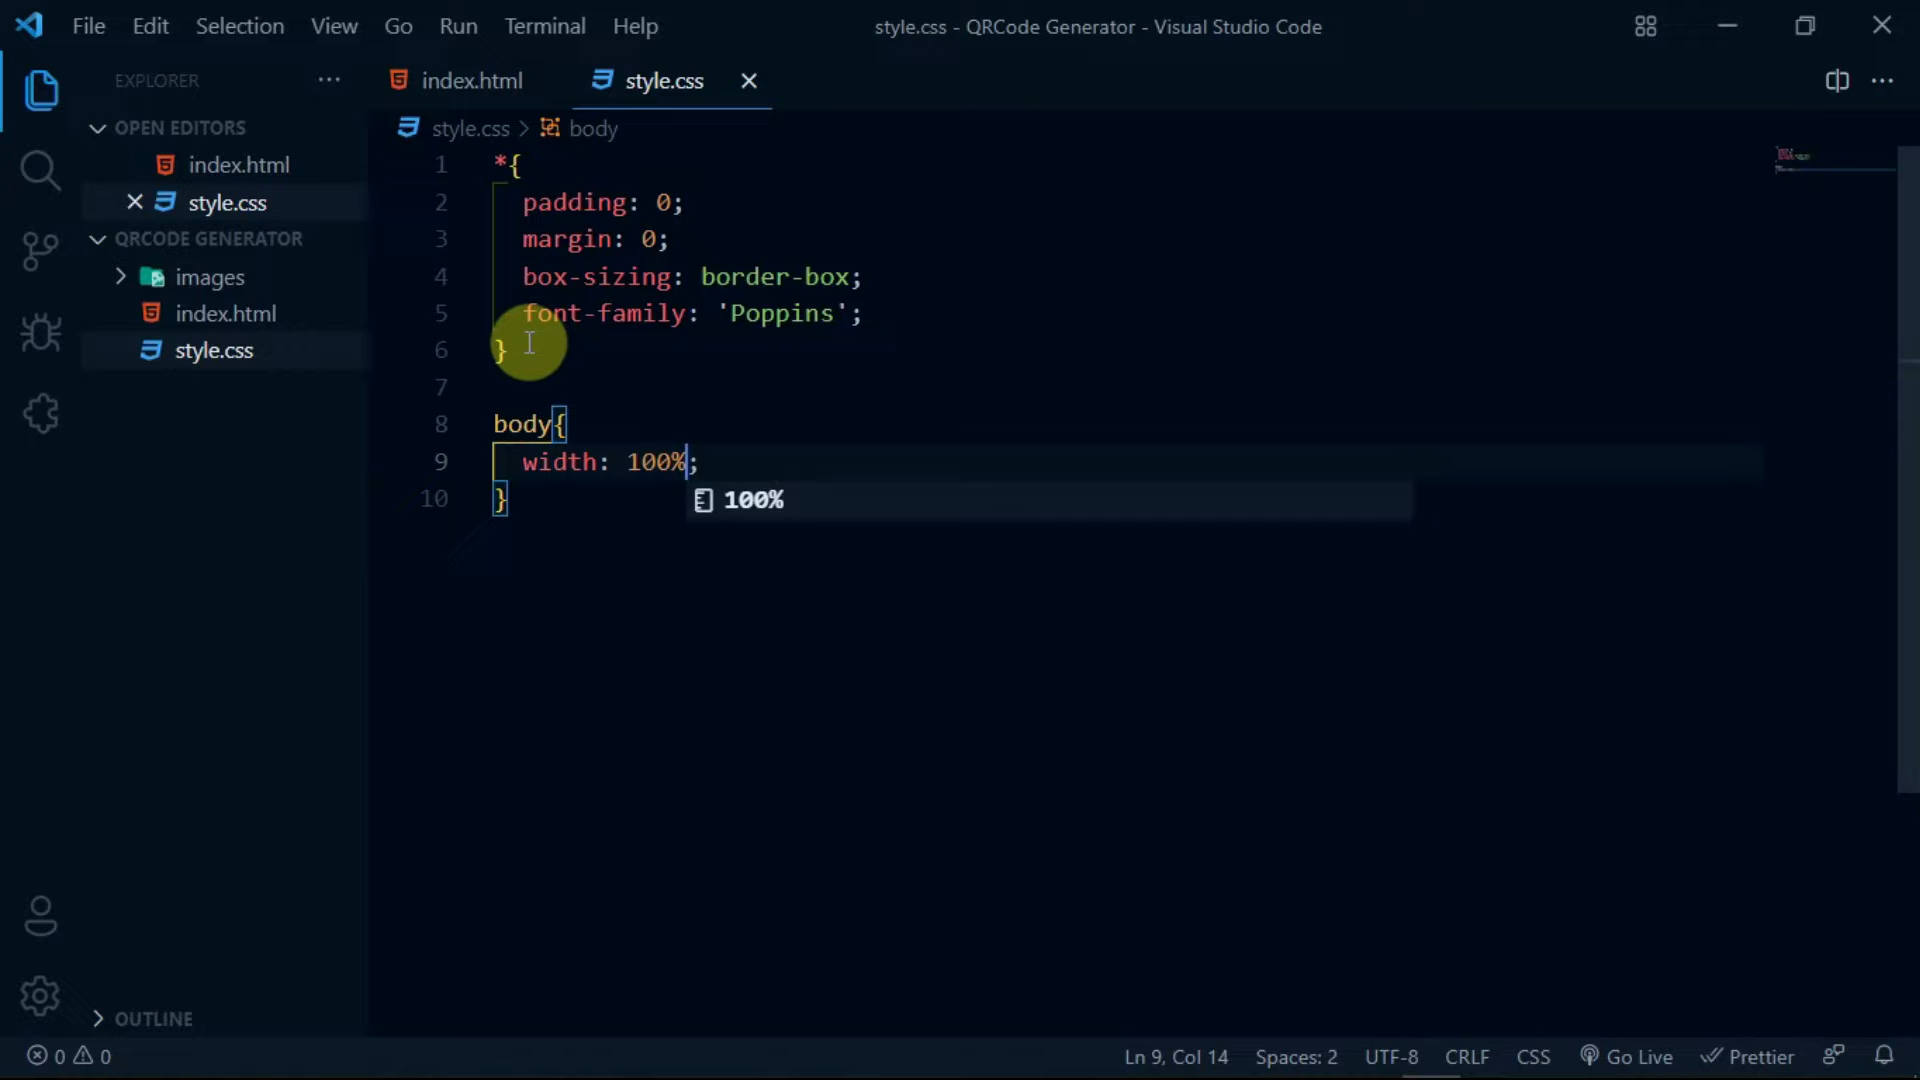 File Edit Selection View Go Run Terminal Help style.css - QRCode Generator - Visual Studio Code
EXPLORER ··· index.html style.css
OPEN EDITORS
index.html
style.css
QRCODE GENERATOR
images
index.html
style.css
style.css > body
1 *{
2 padding: 0;
3 margin: 0;
4 box-sizing: border-box;
5 font-family: 'Poppins';
6 }
7
8 body{
9 width: 100%;
10 }
100%
OUTLINE
0 0 Ln 9, Col 14 Spaces: 2 UTF-8 CRLF CSS Go Live Prettier